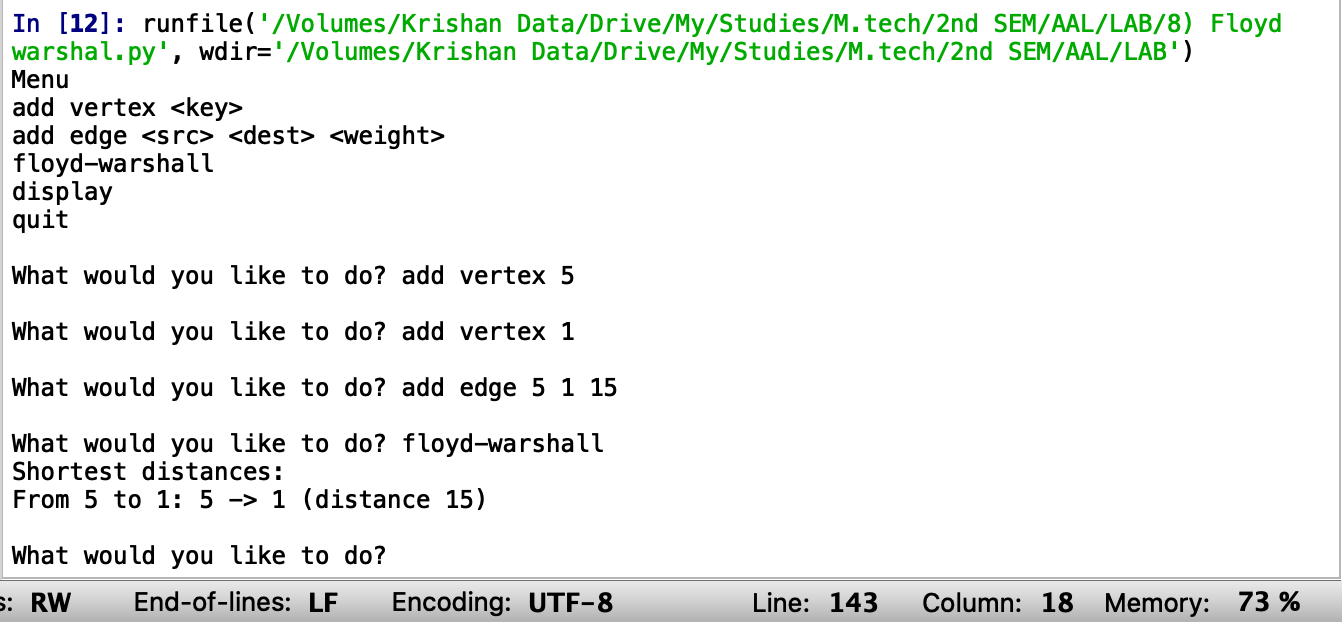 In [12]: runfile('/Volumes/Krishan Data/Drive/My/Studies/M.tech/2nd SEM/AAL/LAB/8) Floyd
warshal.py', wdir='/Volumes/Krishan Data/Drive/My/Studies/M.tech/2nd SEM/AAL/LAB')
Menu
add vertex <key>
add edge <src> <dest> <weight>
floyd-warshall
display
quit
What would you like to do? add vertex 5
What would you like to do? add vertex 1
What would you like to do? add edge 5 1 15
What would you like to do? floyd-warshall
Shortest distances:
From 5 to 1: 5 -> 1 (distance 15)
What would you like to do?
s: RW End-of-lines: LF Encoding: UTF-8 Line: 143 Column: 18 Memory: 73 %